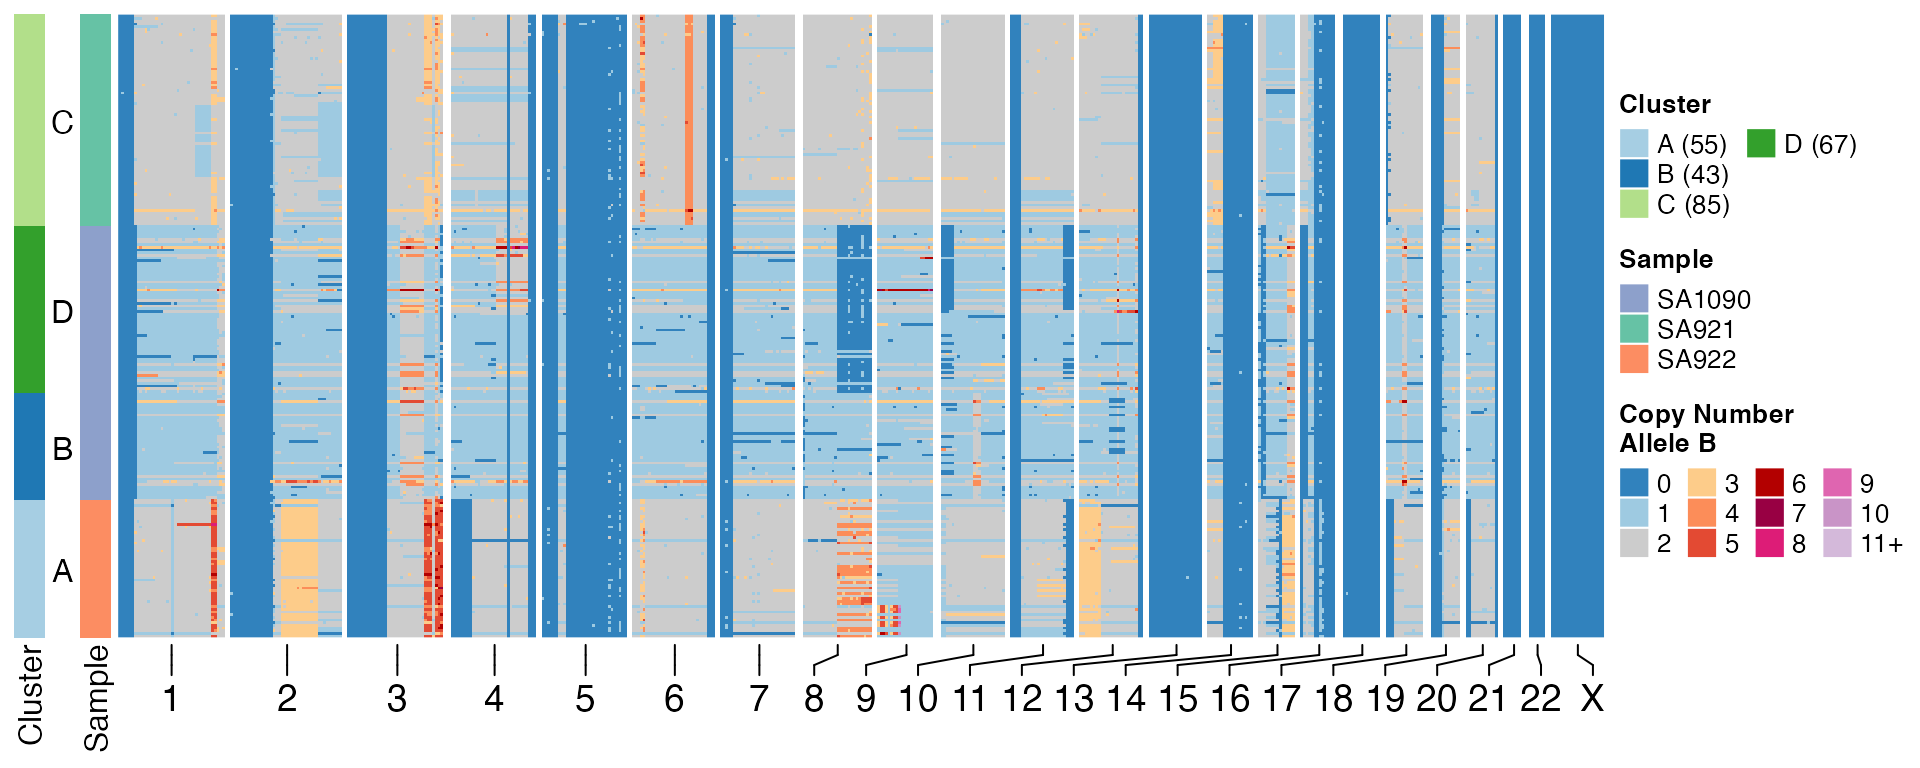 C
D
B
A
Cluster
Sample
1 2 3 4 5 6 7 8 9 10 11 12 13 14 15 16 17 18 19 20 21 22 X
Cluster
A (55) D (67)
B (43)
C (85)
Sample
SA1090
SA921
SA922
Copy Number
Allele B
0 3 6 9
1 4 7 10
2 5 8 11+